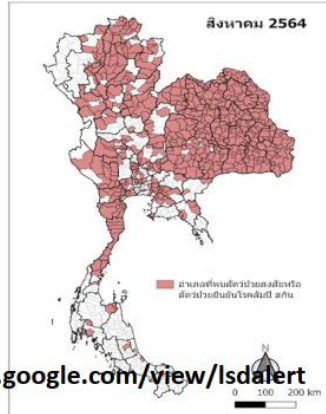 สิงหาคม 2564
อำเภอที่พบสัตว์ป่วยสงสัยหรือ
สัตว์ป่วยยืนยันโรคลัมปี สกิน
N
.google.com/view/lsdalert
0 100 200 km